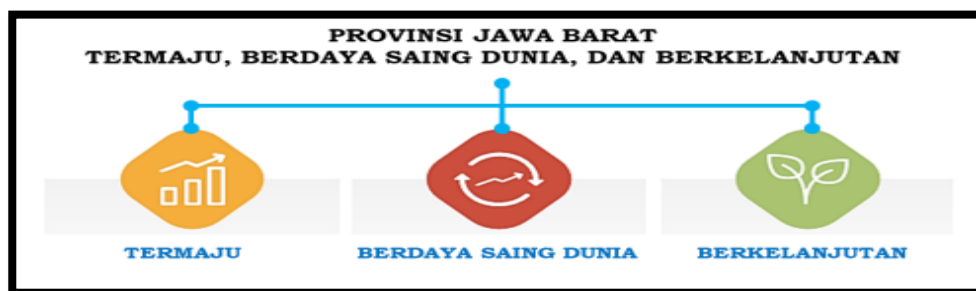 PROVINSI JAWA BARAT
TERMAJU, BERDAYA SAING DUNIA, DAN BERKELANJUTAN
TERMAJU
BERDAYA SAING DUNIA
BERKELANJUTAN